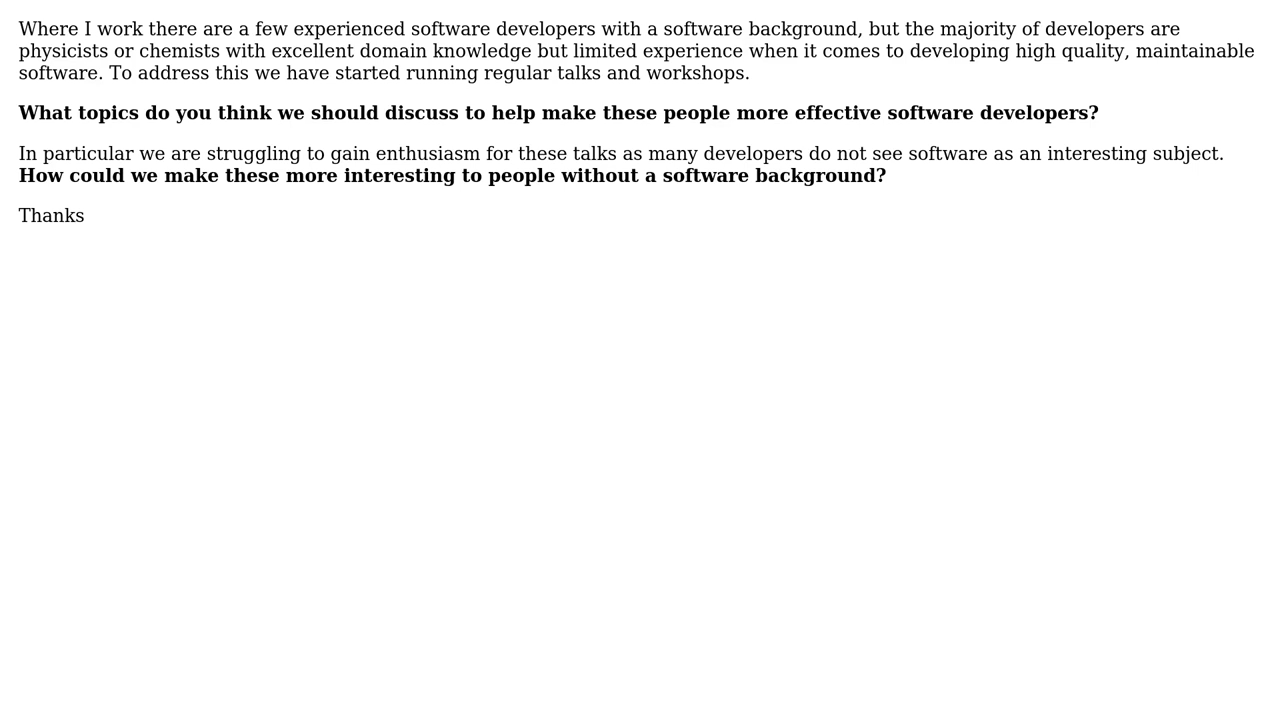 Where I work there are a few experienced software developers with a software background, but the majority of developers are
physicists or chemists with excellent domain knowledge but limited experience when it comes to developing high quality, maintainable
software. To address this we have started running regular talks and workshops.
What topics do you think we should discuss to help make these people more effective software developers?
In particular we are struggling to gain enthusiasm for these talks as many developers do not see software as an interesting subject.
How could we make these more interesting to people without a software background?
Thanks